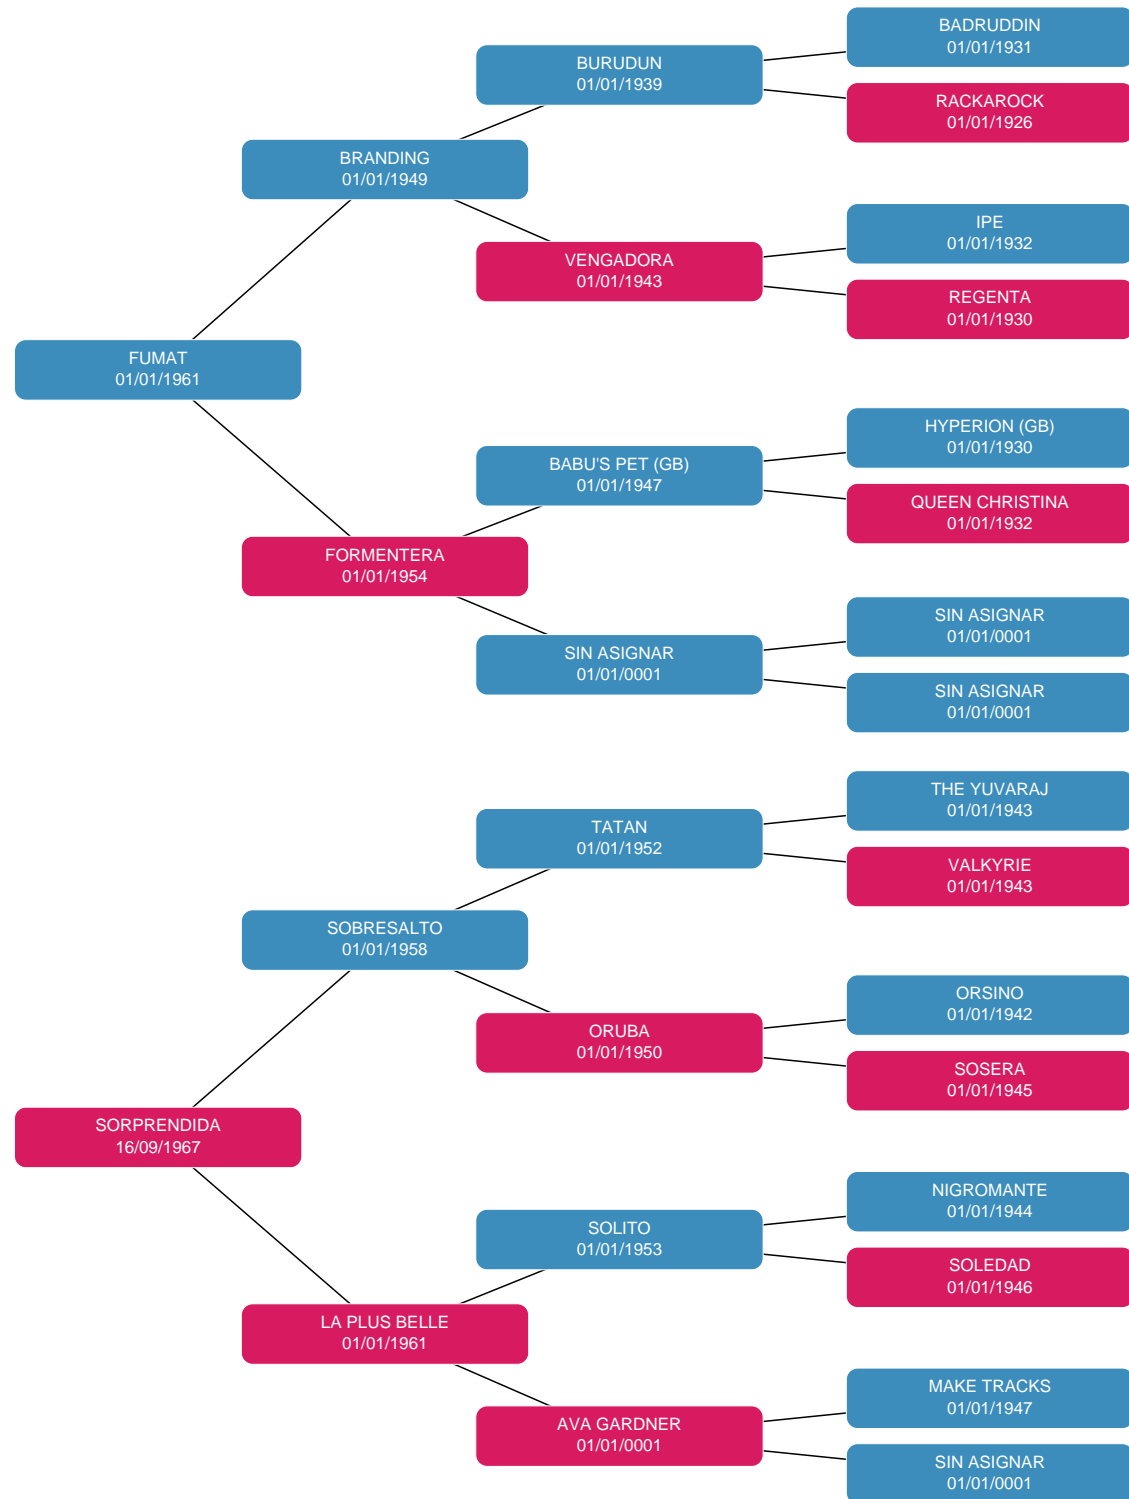 BADRUDDIN
01/01/1931
BURUDUN
01/01/1939
RACKAROCK
01/01/1926
BRANDING
01/01/1949
IPE
01/01/1932
VENGADORA
01/01/1943
REGENTA
01/01/1930
FUMAT
01/01/1961
HYPERION (GB)
01/01/1930
BABU'S PET (GB)
01/01/1947
QUEEN CHRISTINA
01/01/1932
FORMENTERA
01/01/1954
SIN ASIGNAR
01/01/0001
SIN ASIGNAR
01/01/0001
SIN ASIGNAR
01/01/0001
THE YUVARAJ
01/01/1943
TATAN
01/01/1952
VALKYRIE
01/01/1943
SOBRESALTO
01/01/1958
ORSINO
01/01/1942
ORUBA
01/01/1950
SOSERA
01/01/1945
SORPRENDIDA
16/09/1967
NIGROMANTE
01/01/1944
SOLITO
01/01/1953
SOLEDAD
01/01/1946
LA PLUS BELLE
01/01/1961
MAKE TRACKS
01/01/1947
AVA GARDNER
01/01/0001
SIN ASIGNAR
01/01/0001